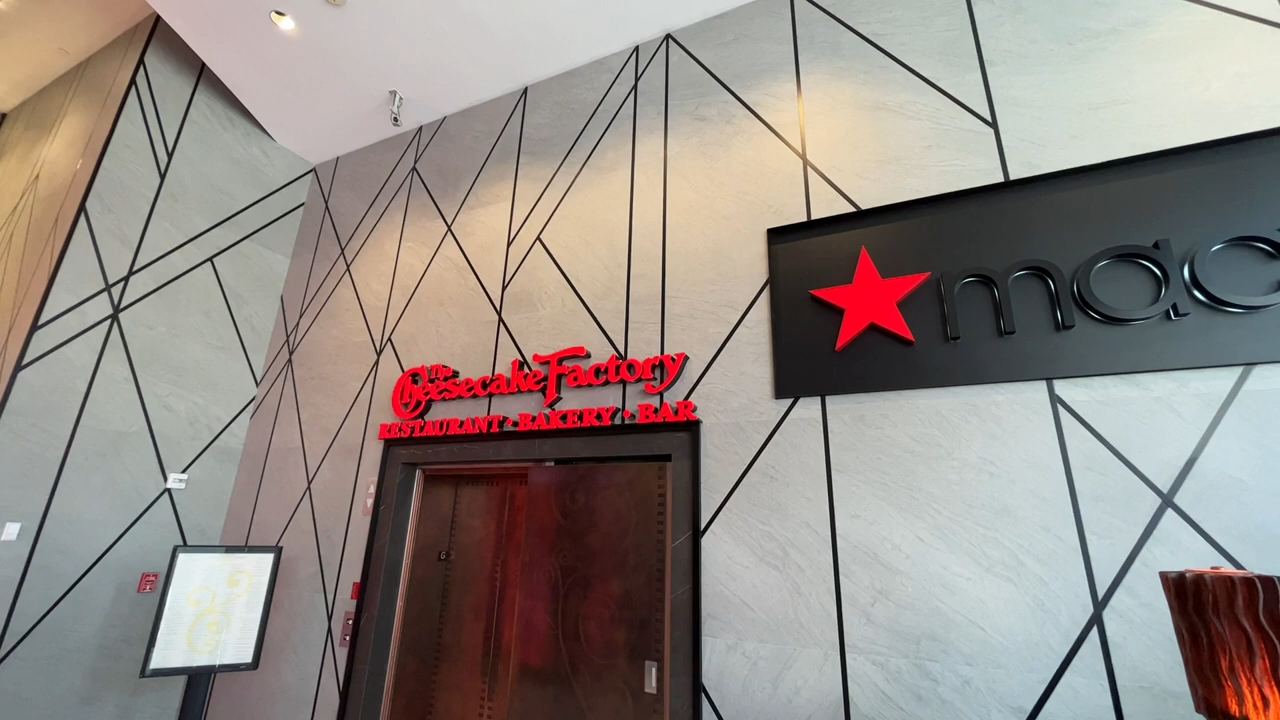 The
Cheesecake Factory
RESTAURANT · BAKERY · BAR
mac
G